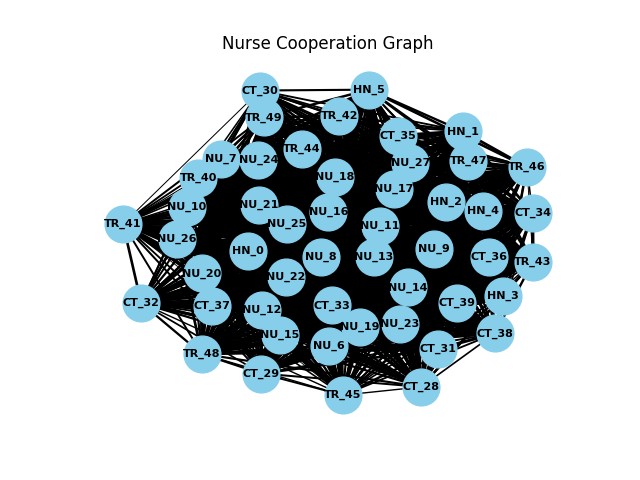 Nurse Cooperation Graph
CT_30
HN_5
TR_49
TR_42
HN_1
CT_35
TR_44
NU_7
NU_24
NU_27
TR_47
TR_46
TR_40
NU_18
NU_17
NU_10
NU_21
NU_16
HN_2
HN_4
CT_34
TR_41
NU_25
NU_11
NU_26
HN_0
NU_8
NU_13
NU_9
CT_36
TR_43
NU_20
NU_22
NU_14
HN_3
CT_32
CT_37
NU_12
CT_33
CT_39
NU_15
NU_19
NU_23
CT_38
TR_48
NU_6
CT_31
CT_29
TR_45
CT_28